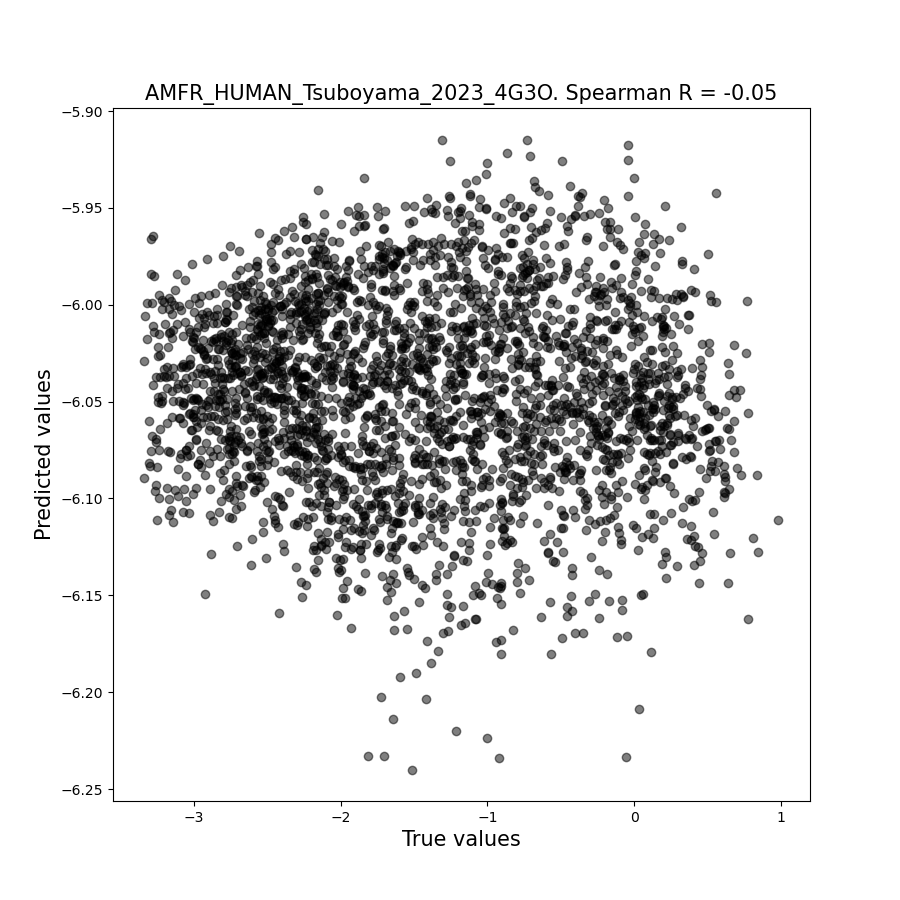 AMFR_HUMAN_Tsuboyama_2023_4G3O. Spearman R = -0.05
−5.90
−5.95
−6.00
−6.05
−6.10
−6.15
−6.20
−6.25
Predicted values
−3 −2 −1 0 1
True values